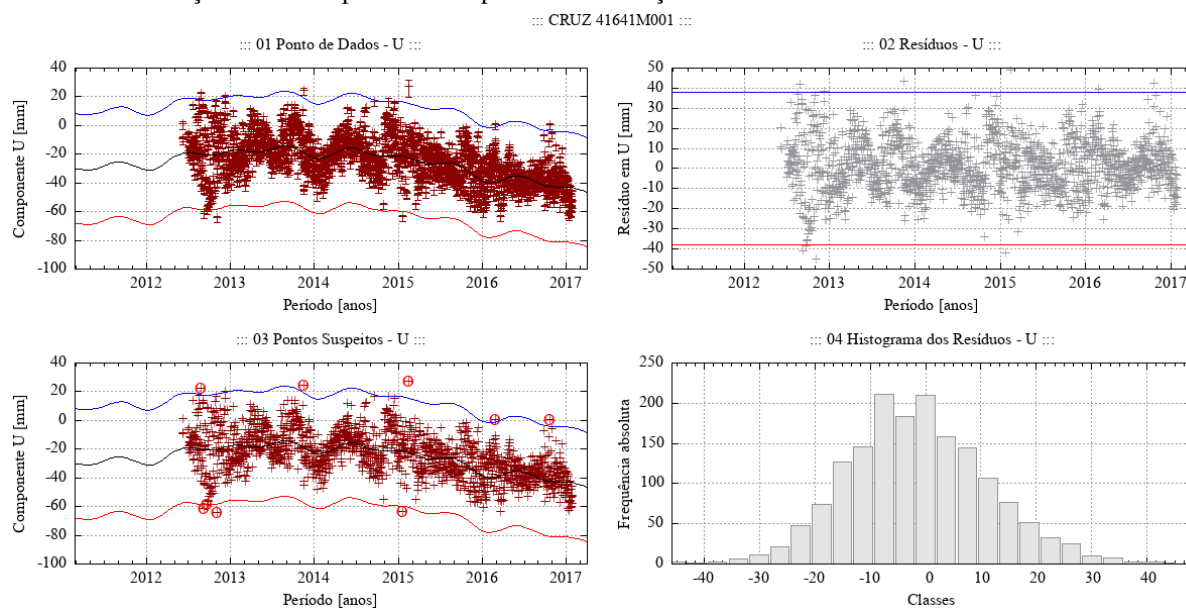 ::: CRUZ 41641M001 :::
::: 01 Ponto de Dados - U :::
Componente U [mm]
40
20
0
-20
-40
-60
-80
-100
2012 2013 2014 2015 2016 2017
Período [anos]
::: 02 Resíduos - U :::
Resíduo em U [mm]
50
40
30
20
10
0
-10
-20
-30
-40
-50
2012 2013 2014 2015 2016 2017
Período [anos]
::: 03 Pontos Suspeitos - U :::
Componente U [mm]
40
20
0
-20
-40
-60
-80
-100
2012 2013 2014 2015 2016 2017
Período [anos]
::: 04 Histograma dos Resíduos - U :::
Frequência absoluta
250
200
150
100
50
0
-40 -30 -20 -10 0 10 20 30 40
Classes